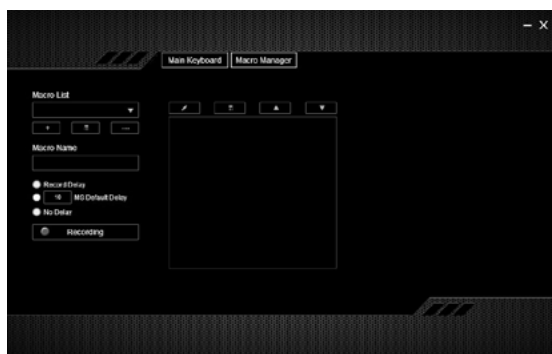 Main Keyboard
Macro Manager
Macro List
Macro Name
Record Delay
10 MS Default Delay
No Delay
Recording